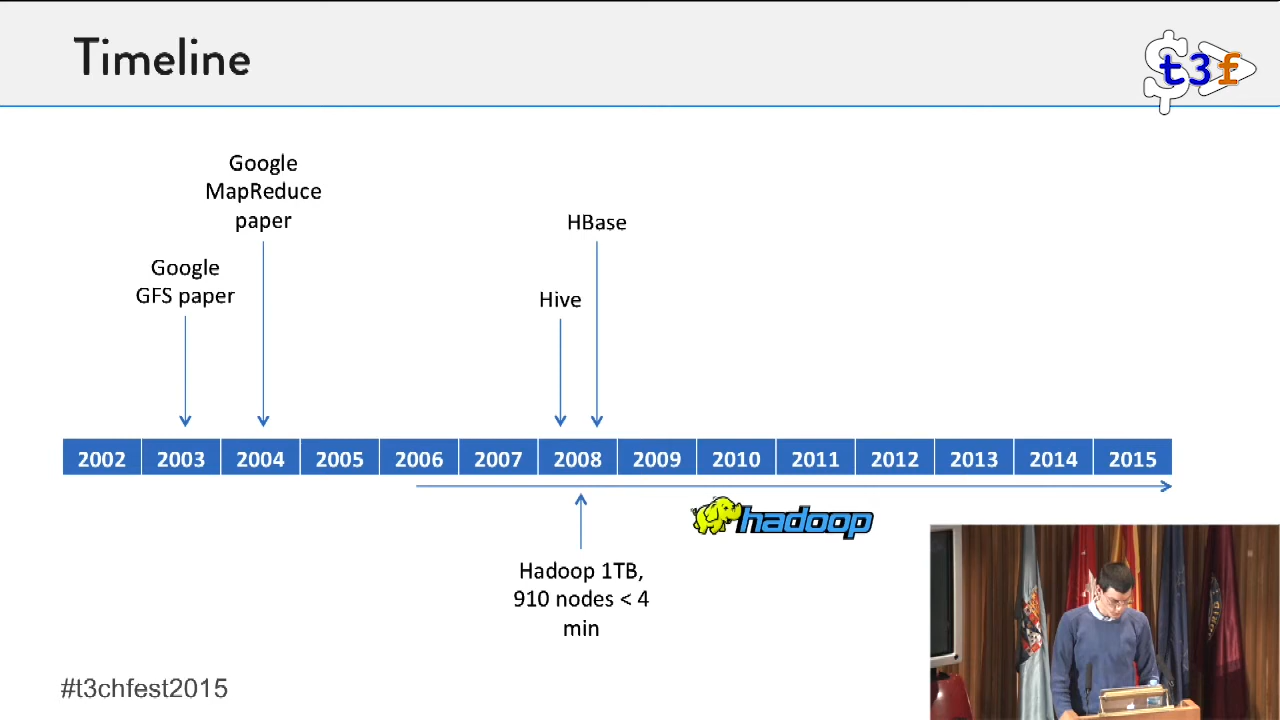 Timeline
t3f
Google
MapReduce
paper
Google
GFS paper
HBase
Hive
2002 2003 2004 2005 2006 2007 2008 2009 2010 2011 2012 2013 2014 2015
hadoop
Hadoop 1TB,
910 nodes < 4
min
#t3chfest2015